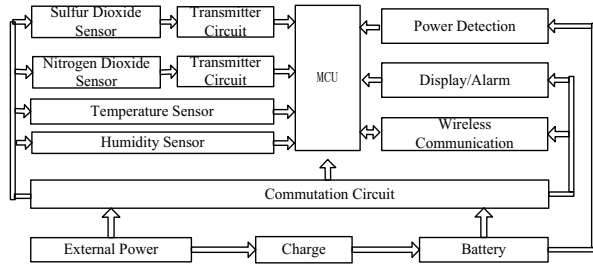 Sulfur Dioxide
Sensor
Transmitter
Circuit
MCU
Power Detection
Nitrogen Dioxide
Sensor
Transmitter
Circuit
Display/Alarm
Temperature Sensor
Humidity Sensor
Wireless
Communication
Commutation Circuit
External Power
Charge
Battery